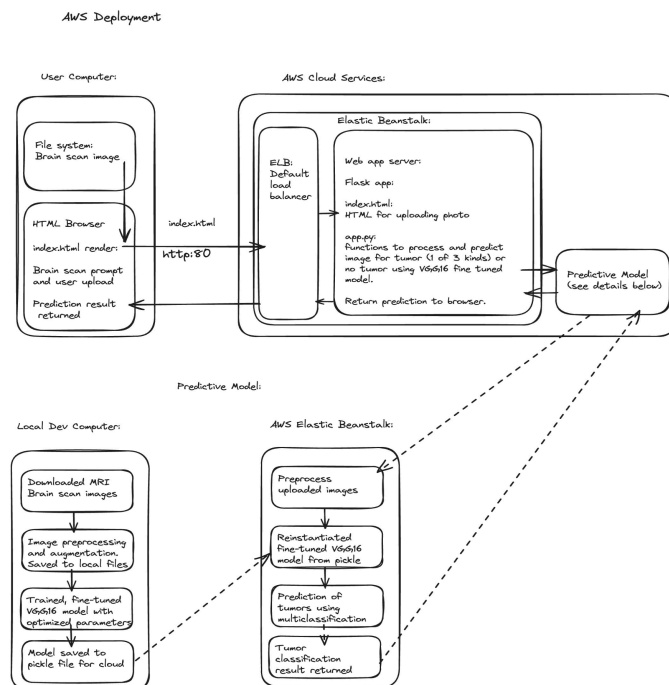 AWS Deployment
User Computer:
AWS Cloud Services:
File system:
Brain scan image
HTML Browser
index.html render:
Brain scan prompt
and user upload
Prediction result
returned
index.html
http:80
Elastic Beanstalk:
ELB:
Default
load
balancer
Web app server:
Flask app:
index.html:
HTML for uploading photo
app.py:
functions to process and predict
image for tumor (1 of 3 kinds) or
no tumor using VGG16 fine tuned
model.
Return prediction to browser.
Predictive Model
(see details below)
Predictive Model:
Local Dev Computer:
Downloaded MRI
Brain scan images
Image preprocessing
and augmentation.
Saved to local files
Trained, fine-tuned
VGG16 model with
optimized parameters
Model saved to
pickle file for cloud
AWS Elastic Beanstalk:
Preprocess
uploaded images
Reinstantiated
fine-tuned VGG16
model from pickle
Prediction of
tumors using
multiclassification
Tumor
classification
result returned